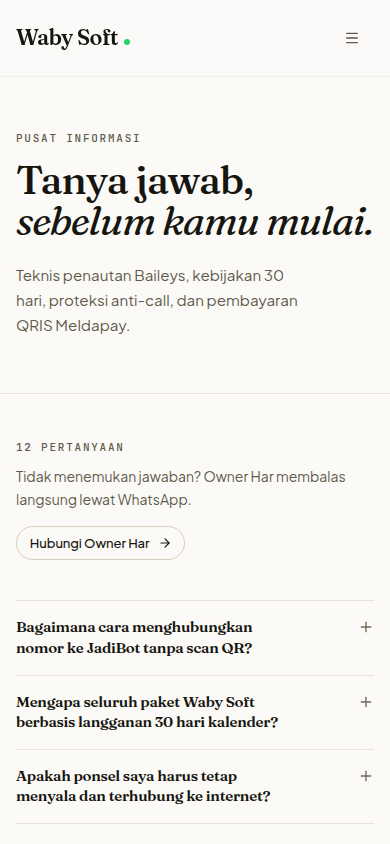 Waby Soft
PUSAT INFORMASI
Tanya jawab,
sebelum kamu mulai.
Teknis penautan Baileys, kebijakan 30
hari, proteksi anti-call, dan pembayaran
QRIS Meldapay.
12 PERTANYAAN
Tidak menemukan jawaban? Owner Har membalas
langsung lewat WhatsApp.
Hubungi Owner Har →
Bagaimana cara menghubungkan
nomor ke JadiBot tanpa scan QR?
Mengapa seluruh paket Waby Soft
berbasis langganan 30 hari kalender?
Apakah ponsel saya harus tetap
menyala dan terhubung ke internet?